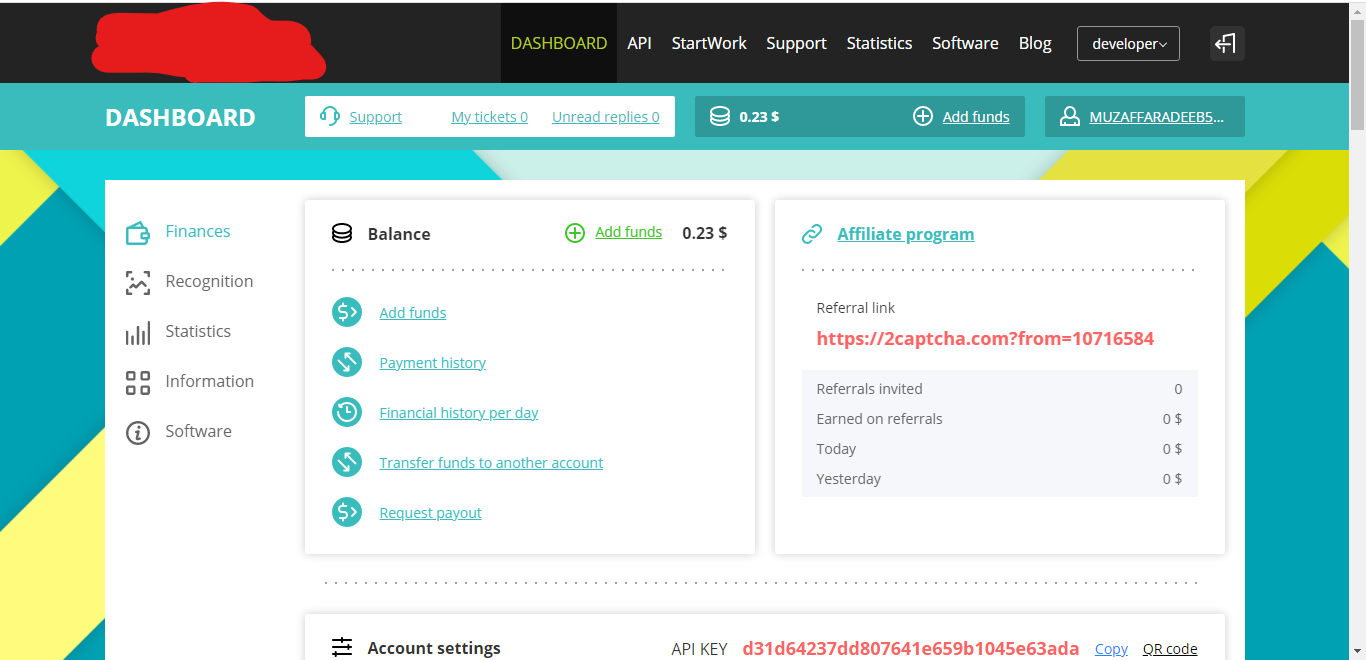 DASHBOARD API StartWork Support Statistics Software Blog developer
DASHBOARD Support My tickets 0 Unread replies 0 0.23 $ Add funds MUZAFFARADEEB5...
Finances
Recognition
Statistics
Information
Software
Balance Add funds 0.23 $
Add funds
Payment history
Financial history per day
Transfer funds to another account
Request payout
Affiliate program
Referral link
https://2captcha.com?from=10716584
Referrals invited 0
Earned on referrals 0 $
Today 0 $
Yesterday 0 $
Account settings API KEY d31d64237dd807641e659b1045e63ada Copy QR code